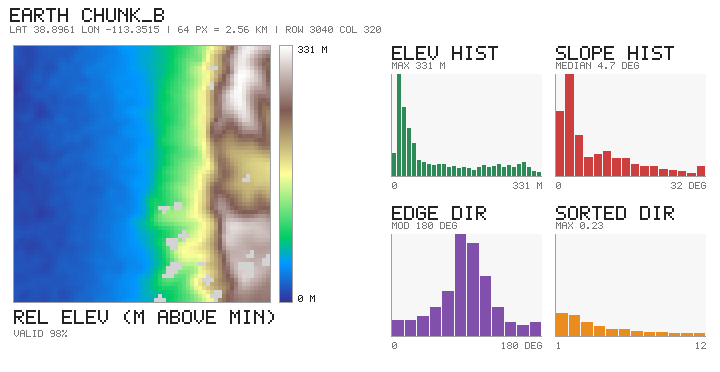 EARTH CHUNK_B
LAT 38.8961 LON -113.3515 | 64 PX = 2.56 KM | ROW 3040 COL 320
331 M
0 M
REL ELEV (M ABOVE MIN)
VALID 98%
ELEV HIST
MAX 331 M
0 331 M
SLOPE HIST
MEDIAN 4.7 DEG
0 32 DEG
EDGE DIR
MOD 180 DEG
0 180 DEG
SORTED DIR
MAX 0.23
1 12